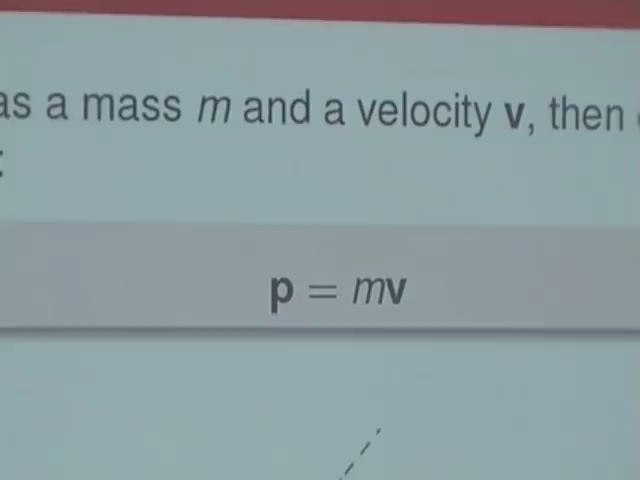 as a mass m and a velocity v, then
:
p = mv